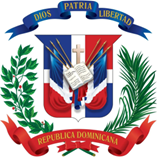 DIOS PATRIA LIBERTAD
REPUBLICA DOMINICANA